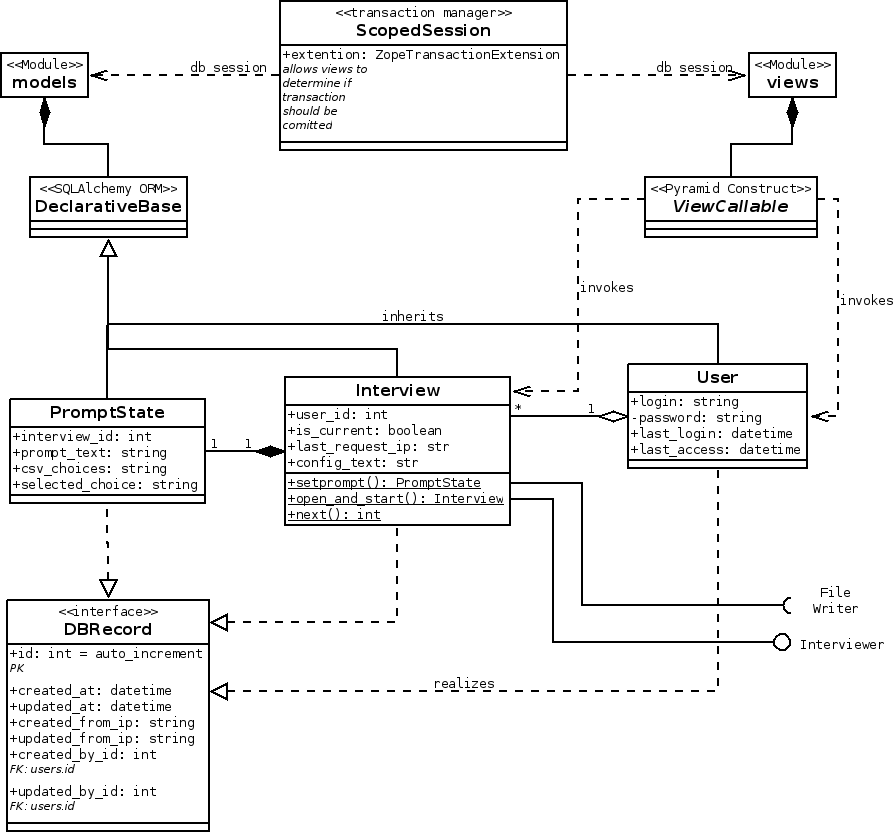 <<transaction manager>>
ScopedSession
+extention: ZopeTransactionExtension
allows views to
determine if
transaction
should be
comitted
<<Module>>
models
db session
db session
<<Module>>
views
<<SQLAlchemy ORM>>
DeclarativeBase
<<Pyramid Construct>>
ViewCallable
invokes
invokes
inherits
PromptState
+interview_id: int
+prompt_text: string
+csv_choices: string
+selected_choice: string
1
1
Interview
+user_id: int
+is_current: boolean
+last_request_ip: str
+config_text: str
+setprompt(): PromptState
+open_and_start(): Interview
+next(): int
*
1
User
+login: string
-password: string
+last_login: datetime
+last_access: datetime
<<interface>>
DBRecord
+id: int = auto_increment
PK
+created_at: datetime
+updated_at: datetime
+created_from_ip: string
+updated_from_ip: string
+created_by_id: int
FK: users.id
+updated_by_id: int
FK: users.id
realizes
File
Writer
Interviewer